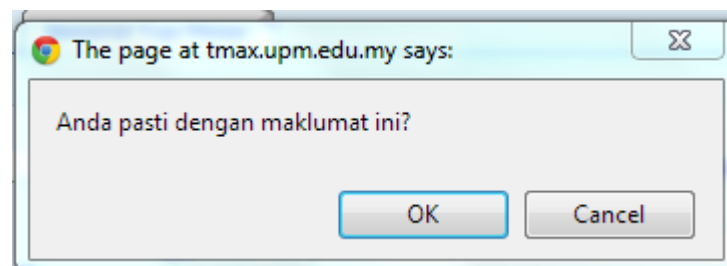 The page at tmax.upm.edu.my says:
Anda pasti dengan maklumat ini?
OK Cancel